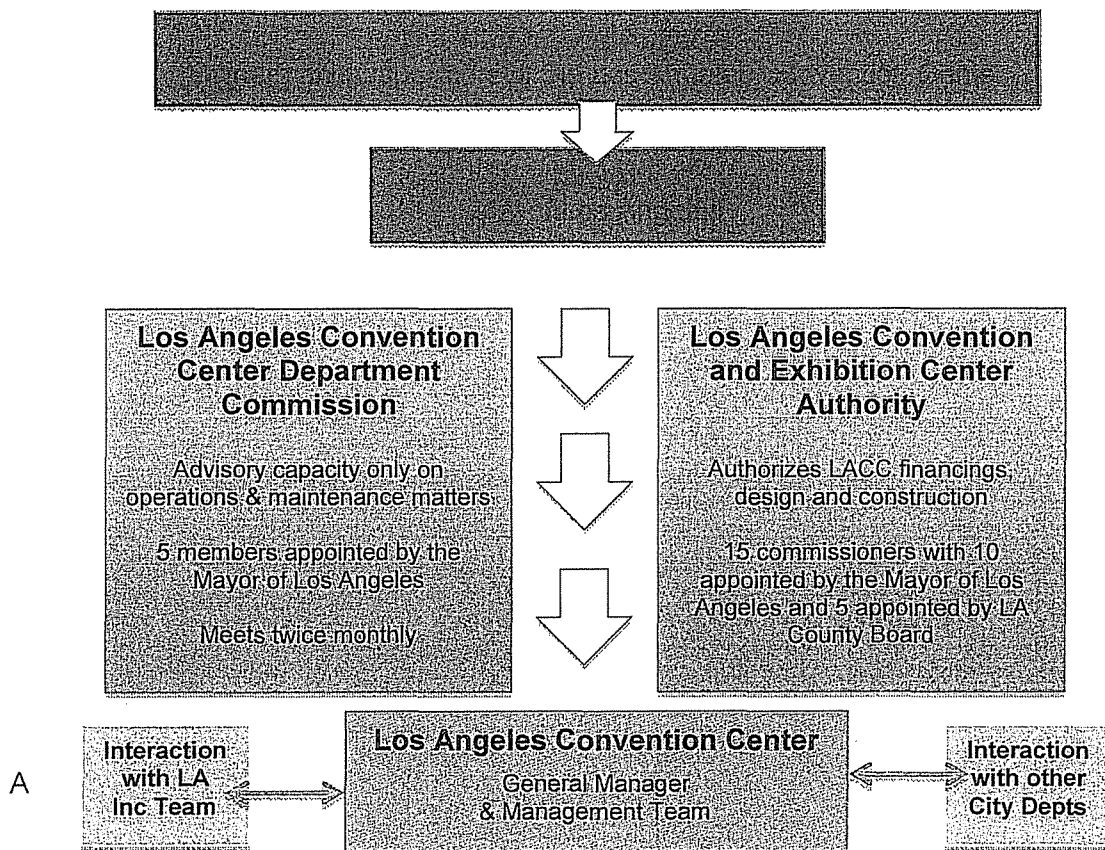 Los Angeles Convention
Center Department
Commission
Advisory capacity only on
operations & maintenance matters
5 members appointed by the
Mayor of Los Angeles
Meets twice monthly
Los Angeles Convention
and Exhibition Center
Authority
Authorizes LACC financings,
design and construction
15 commissioners with 10
appointed by the Mayor of Los
Angeles and 5 appointed by LA
County Board
A
Interaction
with LA
Inc Team
Los Angeles Convention Center
General Manager
& Management Team
Interaction
with other
City Depts